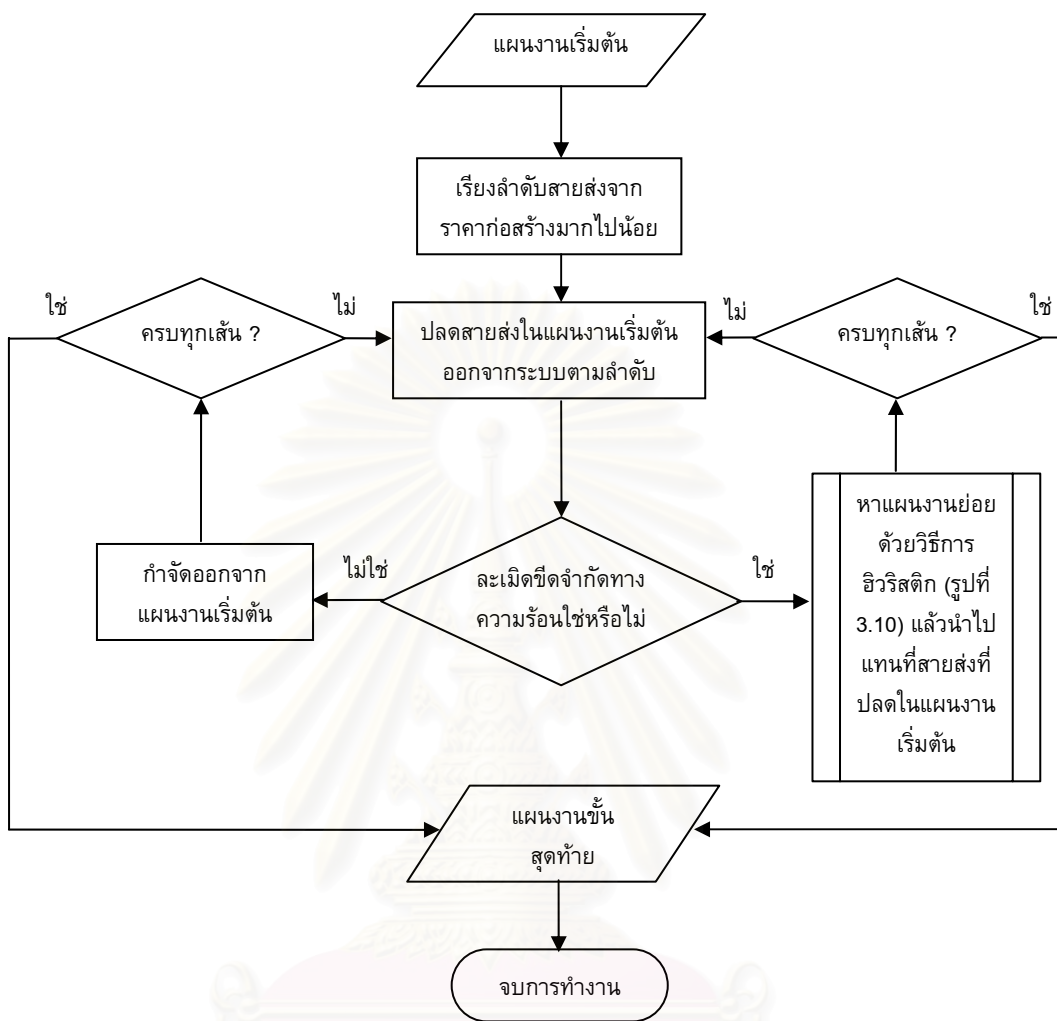 แผนงานเริ่มต้น
เรียงลำดับสายส่งจาก
ราคาก่อสร้างมากไปน้อย
ใช่
ครบทุกเส้น ?
ไม่
ปลดสายส่งในแผนงานเริ่มต้น
ออกจากระบบตามลำดับ
ไม่
ครบทุกเส้น ?
ใช่
กำจัดออกจาก
แผนงานเริ่มต้น
ไม่ใช่
ละเมิดขีดจำกัดทาง
ความร้อนใช่หรือไม่
ใช่
หาแผนงานย่อย
ด้วยวิธีการ
ฮิวริสติก (รูปที่
3.10) แล้วนำไป
แทนที่สายส่งที่
ปลดในแผนงาน
เริ่มต้น
แผนงานขั้น
สุดท้าย
จบการทำงาน